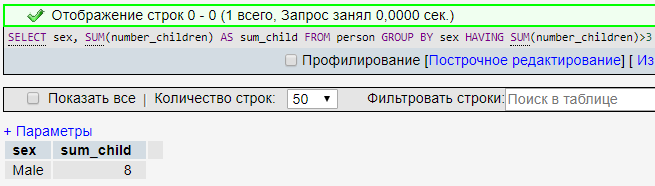 Отображение строк 0 - 0 (1 всего, Запрос занял 0,0000 сек.)
SELECT sex, SUM(number_children) AS sum_child FROM person GROUP BY sex HAVING SUM(number_children)>3
Профилирование [Построчное редактирование] [ Из
Показать все | Количество строк: 50 Фильтровать строки: Поиск в таблице
+ Параметры
sex sum_child
Male 8